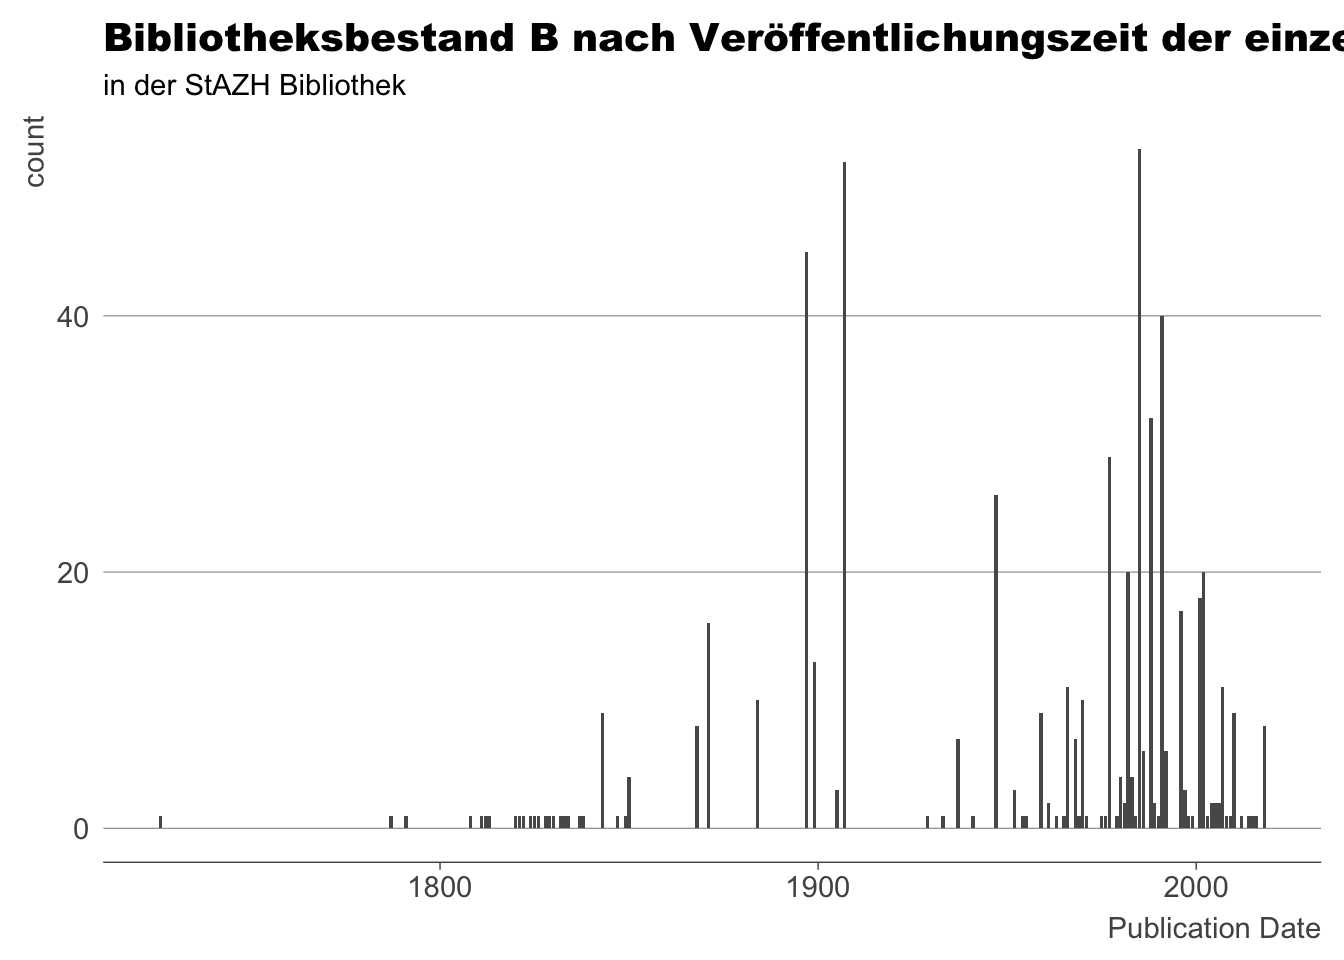 Bibliotheksbestand B nach Veröffentlichungszeit der einze
in der StAZH Bibliothek
count
40
20
0
1800 1900 2000
Publication Date